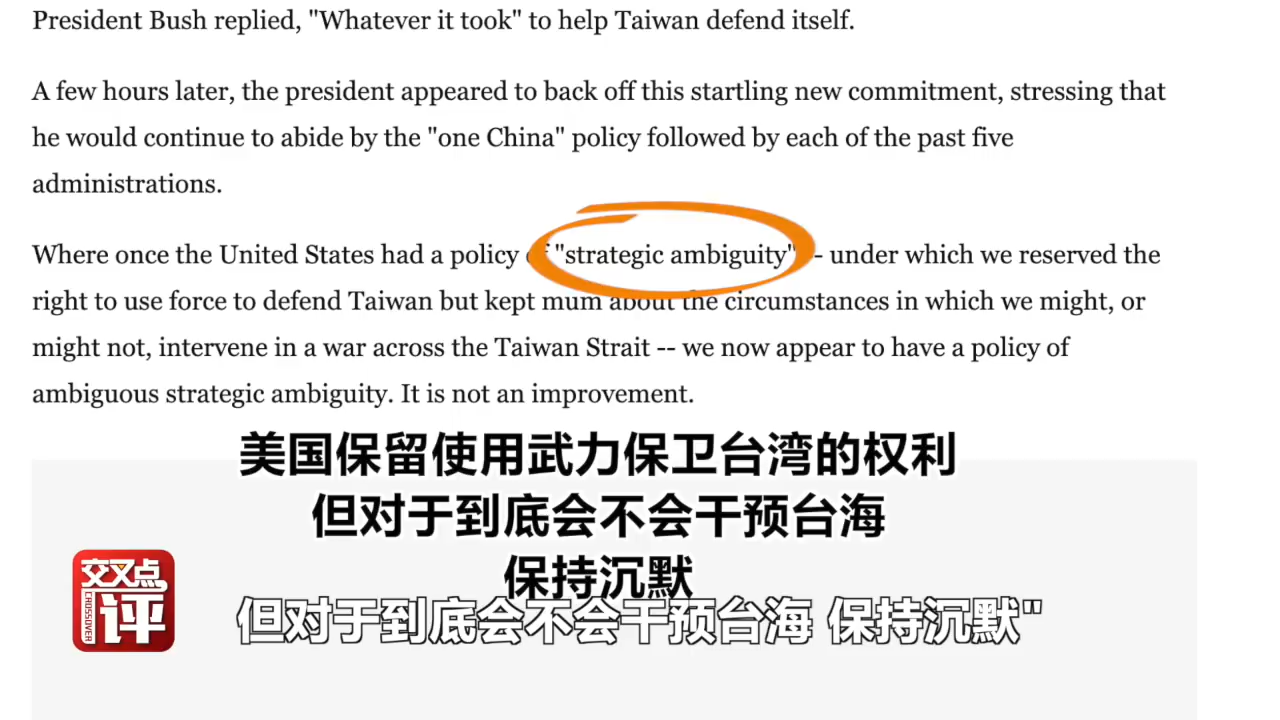 President Bush replied, "Whatever it took" to help Taiwan defend itself.
A few hours later, the president appeared to back off this startling new commitment, stressing that
he would continue to abide by the "one China" policy followed by each of the past five
administrations.
Where once the United States had a policy of "strategic ambiguity" -- under which we reserved the
right to use force to defend Taiwan but kept mum about the circumstances in which we might, or
might not, intervene in a war across the Taiwan Strait -- we now appear to have a policy of
ambiguous strategic ambiguity. It is not an improvement.
美国保留使用武力保卫台湾的权利
但对于到底会不会干预台海
保持沉默
交叉点
CROSSOVER
评
但对于到底会不会干预台海 保持沉默"